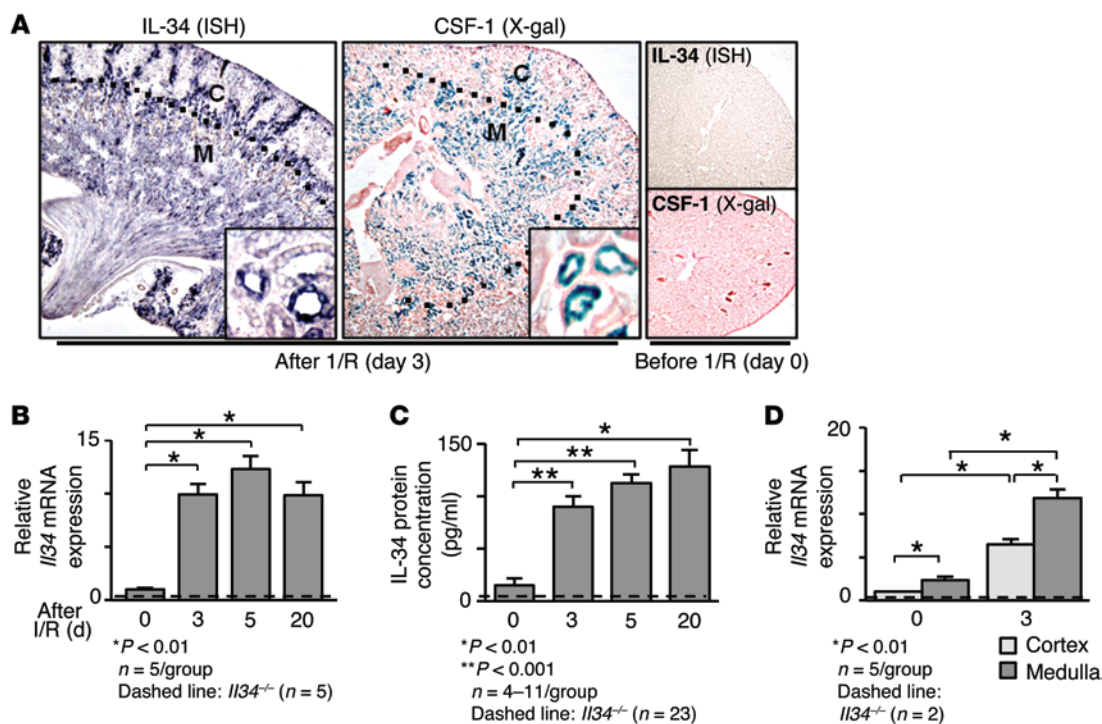 A
IL-34 (ISH)
CSF-1 (X-gal)
C
M
C
M
IL-34 (ISH)
CSF-1 (X-gal)
After 1/R (day 3)
Before 1/R (day 0)
B
Relative
Il34 mRNA
expression
15
0
After
I/R (d)
0 3 5 20
* * *
*P < 0.01
n = 5/group
Dashed line: Il34–/– (n = 5)
C
IL-34 protein
concentration
(pg/ml)
150
0
0 3 5 20
** ** *
*P < 0.01
**P < 0.001
n = 4–11/group
Dashed line: Il34–/– (n = 23)
D
Relative
Il34 mRNA
expression
20
0
0 3
* * * *
*P < 0.01
n = 5/group
Dashed line:
Il34–/– (n = 2)
Cortex
Medulla